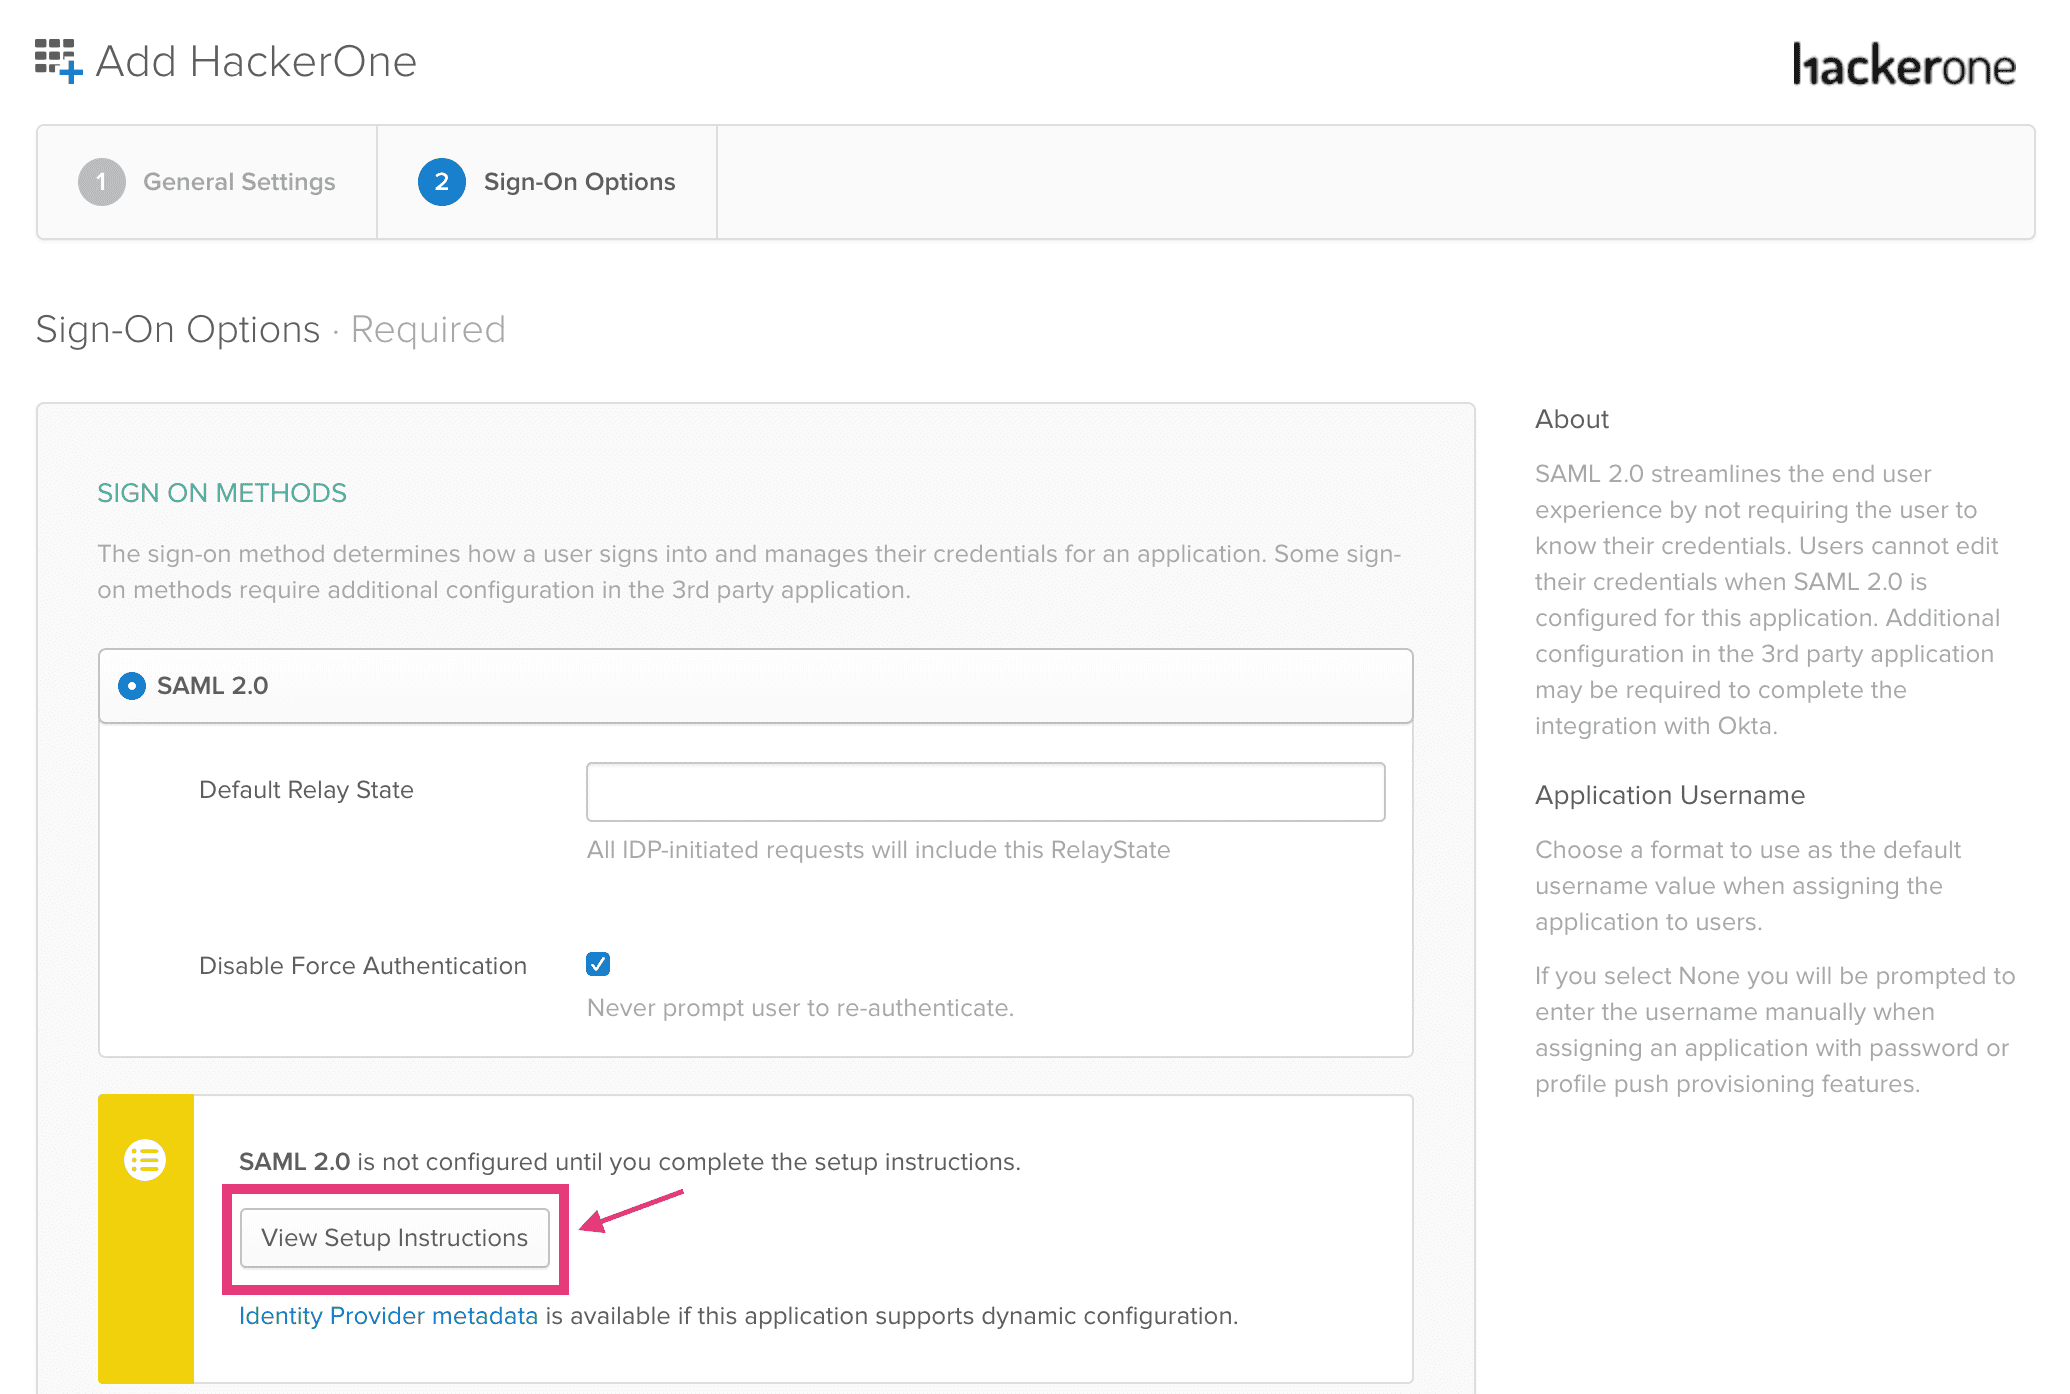 Add HackerOne
hackerone
1 General Settings
2 Sign-On Options
Sign-On Options · Required
SIGN ON METHODS
The sign-on method determines how a user signs into and manages their credentials for an application. Some sign-
on methods require additional configuration in the 3rd party application.
SAML 2.0
Default Relay State
All IDP-initiated requests will include this RelayState
Disable Force Authentication
Never prompt user to re-authenticate.
SAML 2.0 is not configured until you complete the setup instructions.
View Setup Instructions
Identity Provider metadata is available if this application supports dynamic configuration.
About
SAML 2.0 streamlines the end user
experience by not requiring the user to
know their credentials. Users cannot edit
their credentials when SAML 2.0 is
configured for this application. Additional
configuration in the 3rd party application
may be required to complete the
integration with Okta.
Application Username
Choose a format to use as the default
username value when assigning the
application to users.
If you select None you will be prompted to
enter the username manually when
assigning an application with password or
profile push provisioning features.